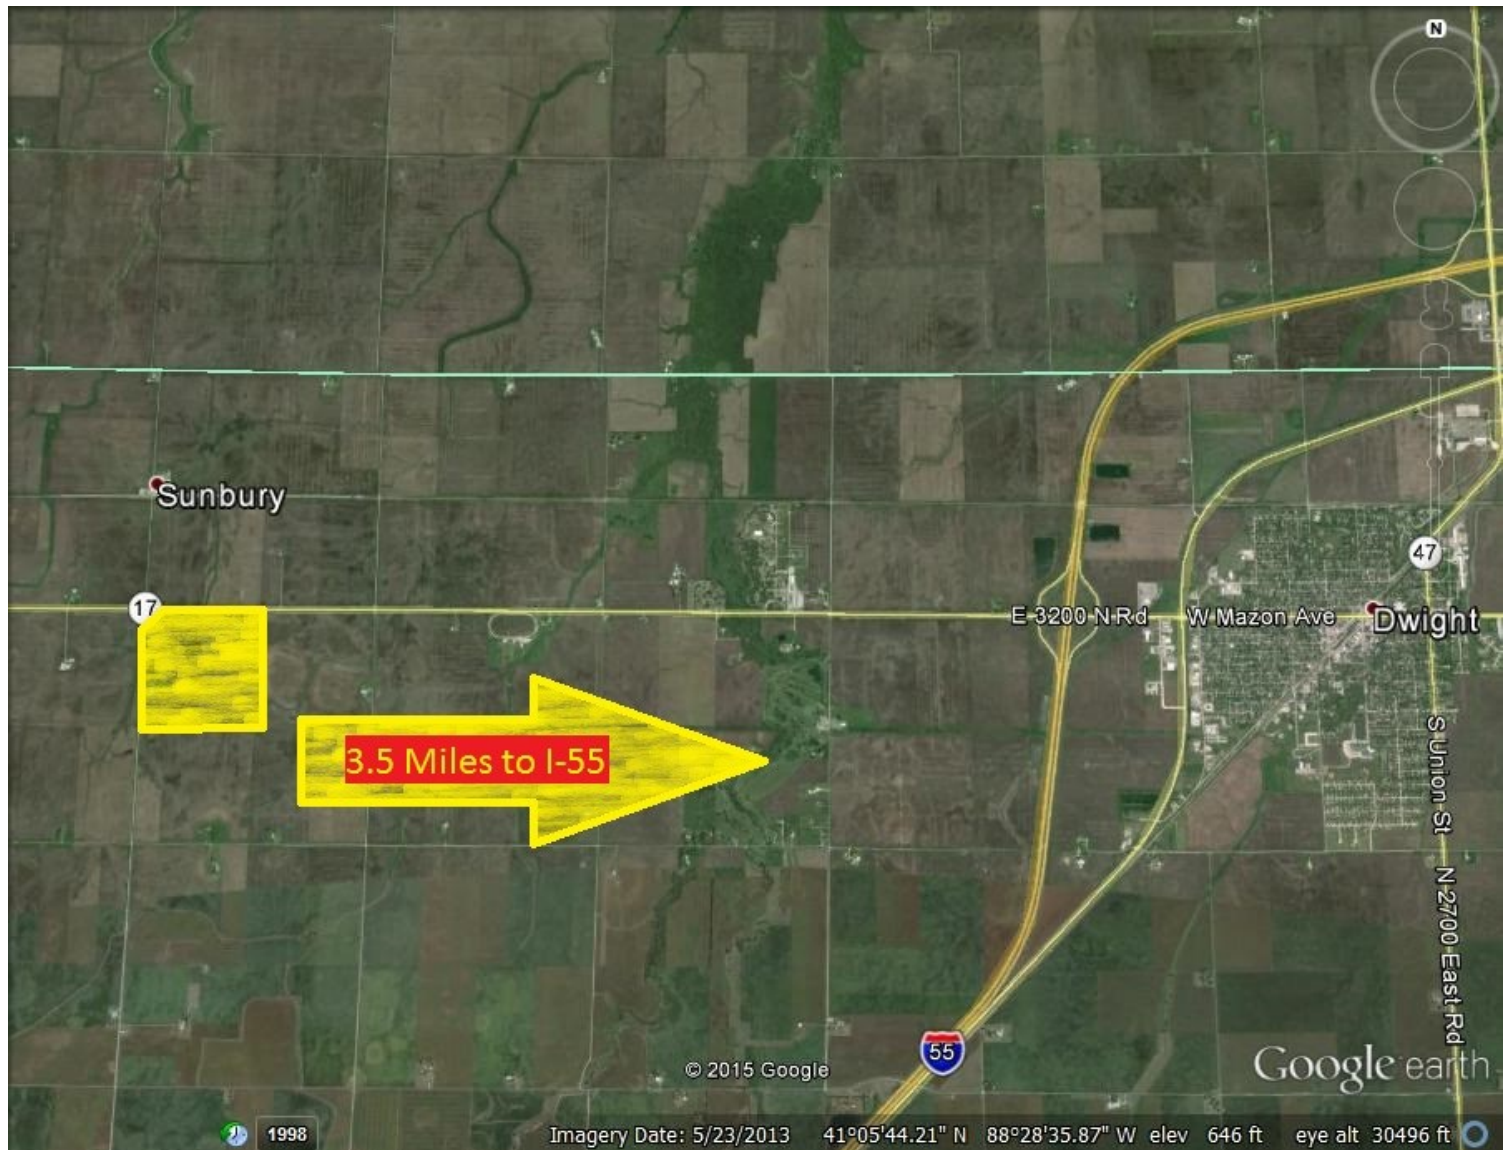 N
Sunbury
47
17
E 3200 N Rd
W Mazon Ave
Dwight
3.5 Miles to I-55
S Union St
N 2700 East Rd
55
© 2015 Google
Google earth
1998
Imagery Date: 5/23/2013 41°05'44.21" N 88°28'35.87" W elev 646 ft eye alt 30496 ft